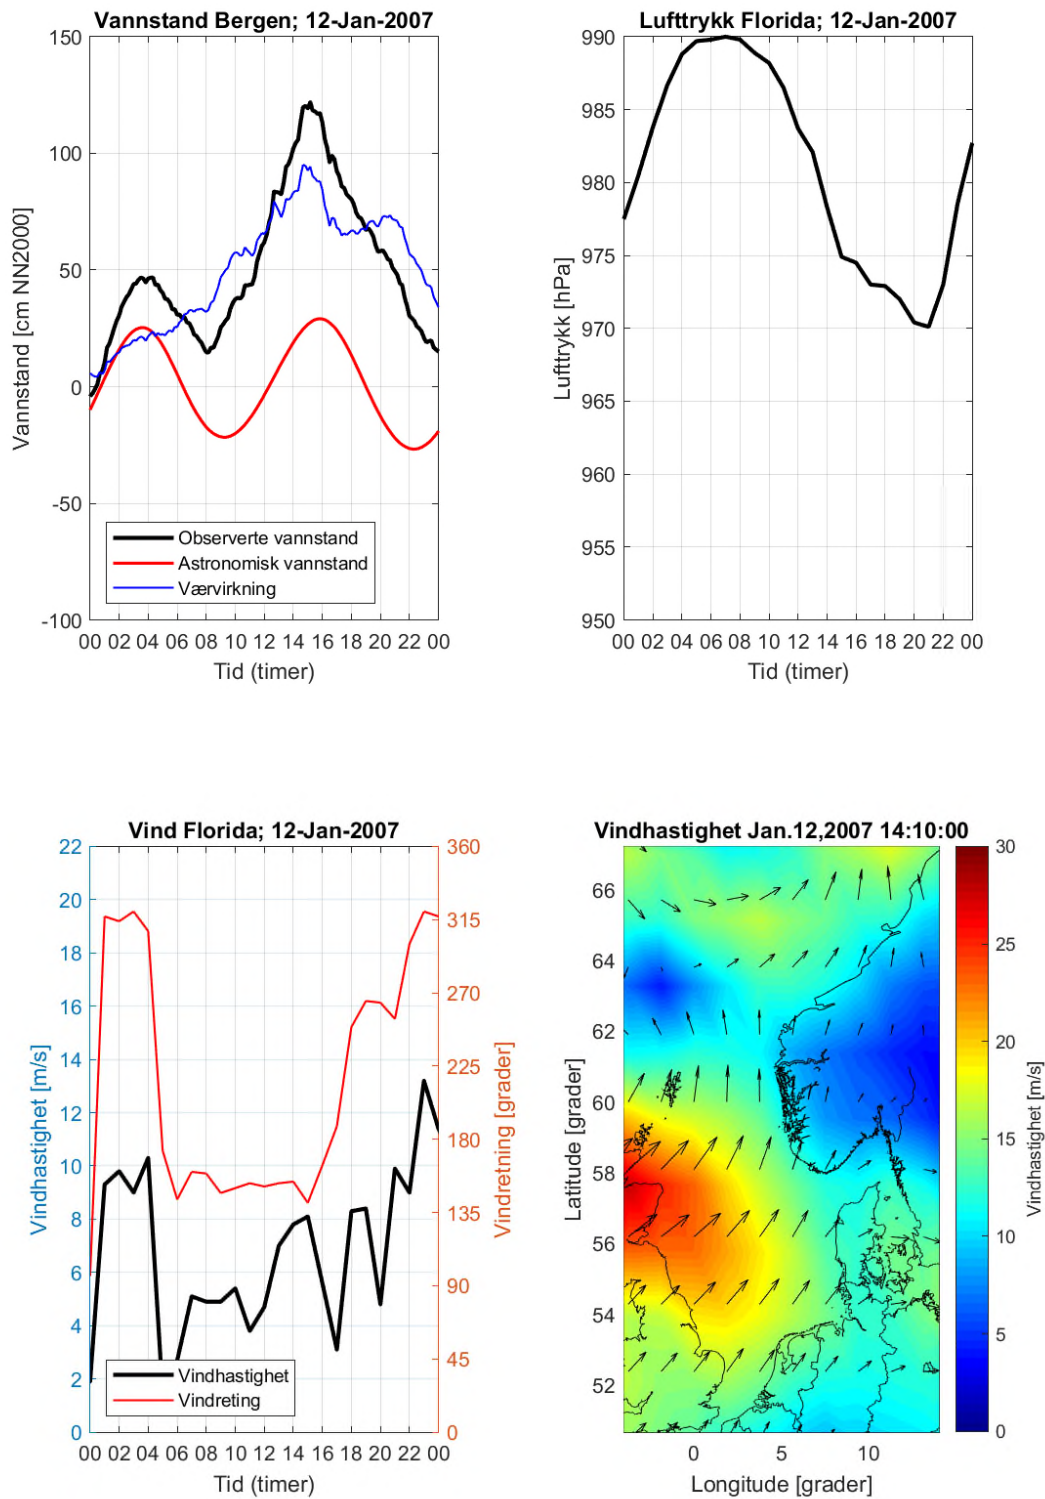 Vannstand Bergen; 12-Jan-2007
150
100
50
0
-50
-100
Vannstand [cm NN2000]
Observerte vannstand
Astronomisk vannstand
Værvirkning
00 02 04 06 08 10 12 14 16 18 20 22 00
Tid (timer)
Lufttrykk Florida; 12-Jan-2007
990
985
980
975
970
965
960
955
950
Lufttrykk [hPa]
00 02 04 06 08 10 12 14 16 18 20 22 00
Tid (timer)
Vind Florida; 12-Jan-2007
22
20
18
16
14
12
10
8
6
4
2
0
Vindhastighet [m/s]
360
315
270
225
180
135
90
45
0
Vindretning [grader]
Vindhastighet
Vindreting
00 02 04 06 08 10 12 14 16 18 20 22 00
Tid (timer)
Vindhastighet Jan.12,2007 14:10:00
66
64
62
60
58
56
54
52
Latitude [grader]
0 5 10
Longitude [grader]
30
25
20
15
10
5
0
Vindhastighet [m/s]